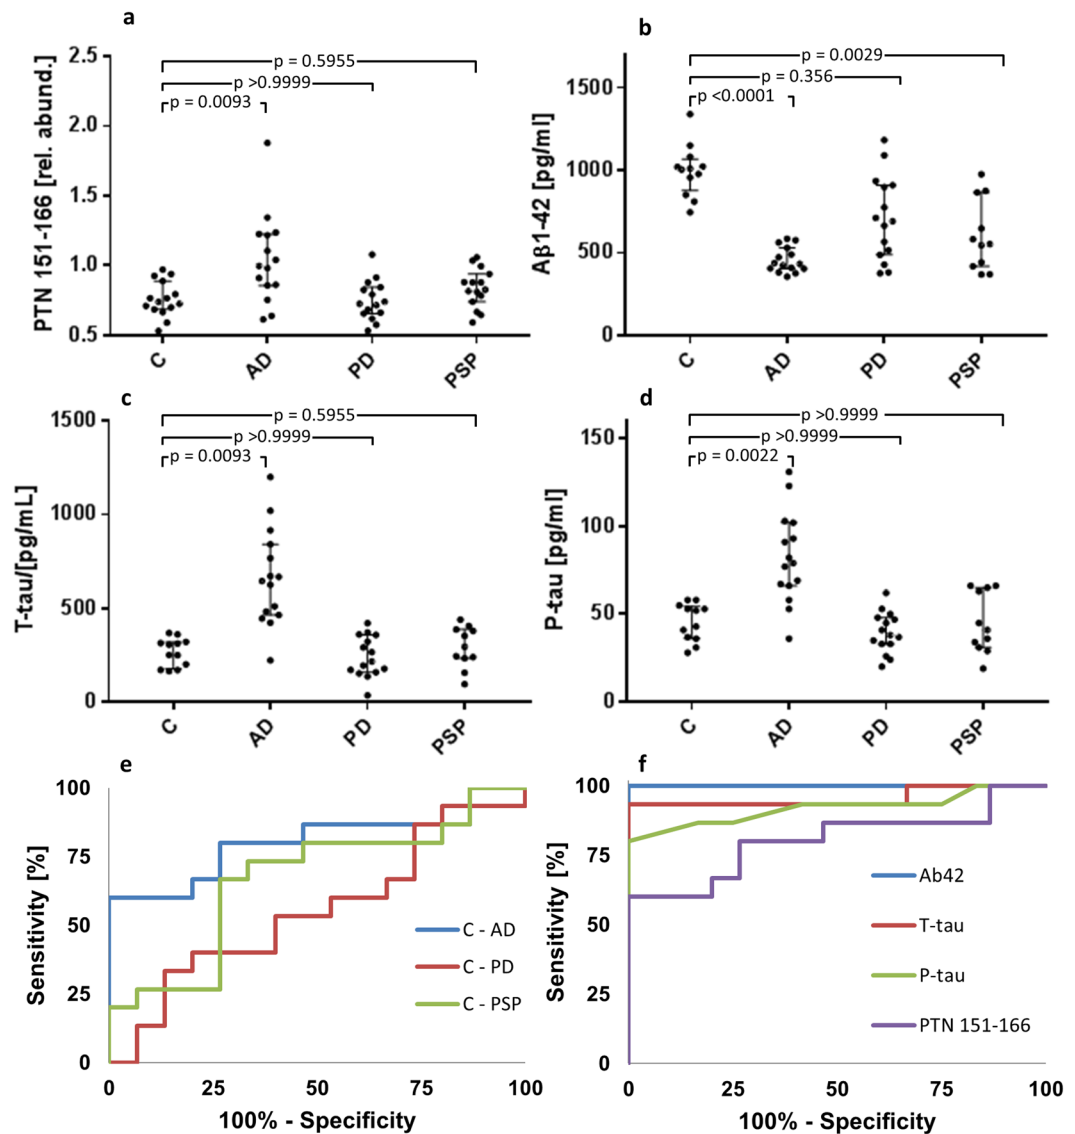 a
PTN 151-166 [rel. abund.]
2.5
2.0
1.5
1.0
0.5
p = 0.5955
p >0.9999
p = 0.0093
C
AD
PD
PSP
b
Aβ1-42 [pg/ml]
1500
1000
500
0
p = 0.0029
p = 0.356
p <0.0001
C
AD
PD
PSP
c
T-tau/[pg/mL]
1500
1000
500
0
p = 0.5955
p >0.9999
p = 0.0093
C
AD
PD
PSP
d
P-tau [pg/ml]
150
100
50
0
p >0.9999
p >0.9999
p = 0.0022
C
AD
PD
PSP
e
Sensitivity [%]
100
75
50
25
0
C - AD
C - PD
C - PSP
0
25
50
75
100
100% - Specificity
f
Sensitivity [%]
100
75
50
25
0
Ab42
T-tau
P-tau
PTN 151-166
0
25
50
75
100
100% - Specificity